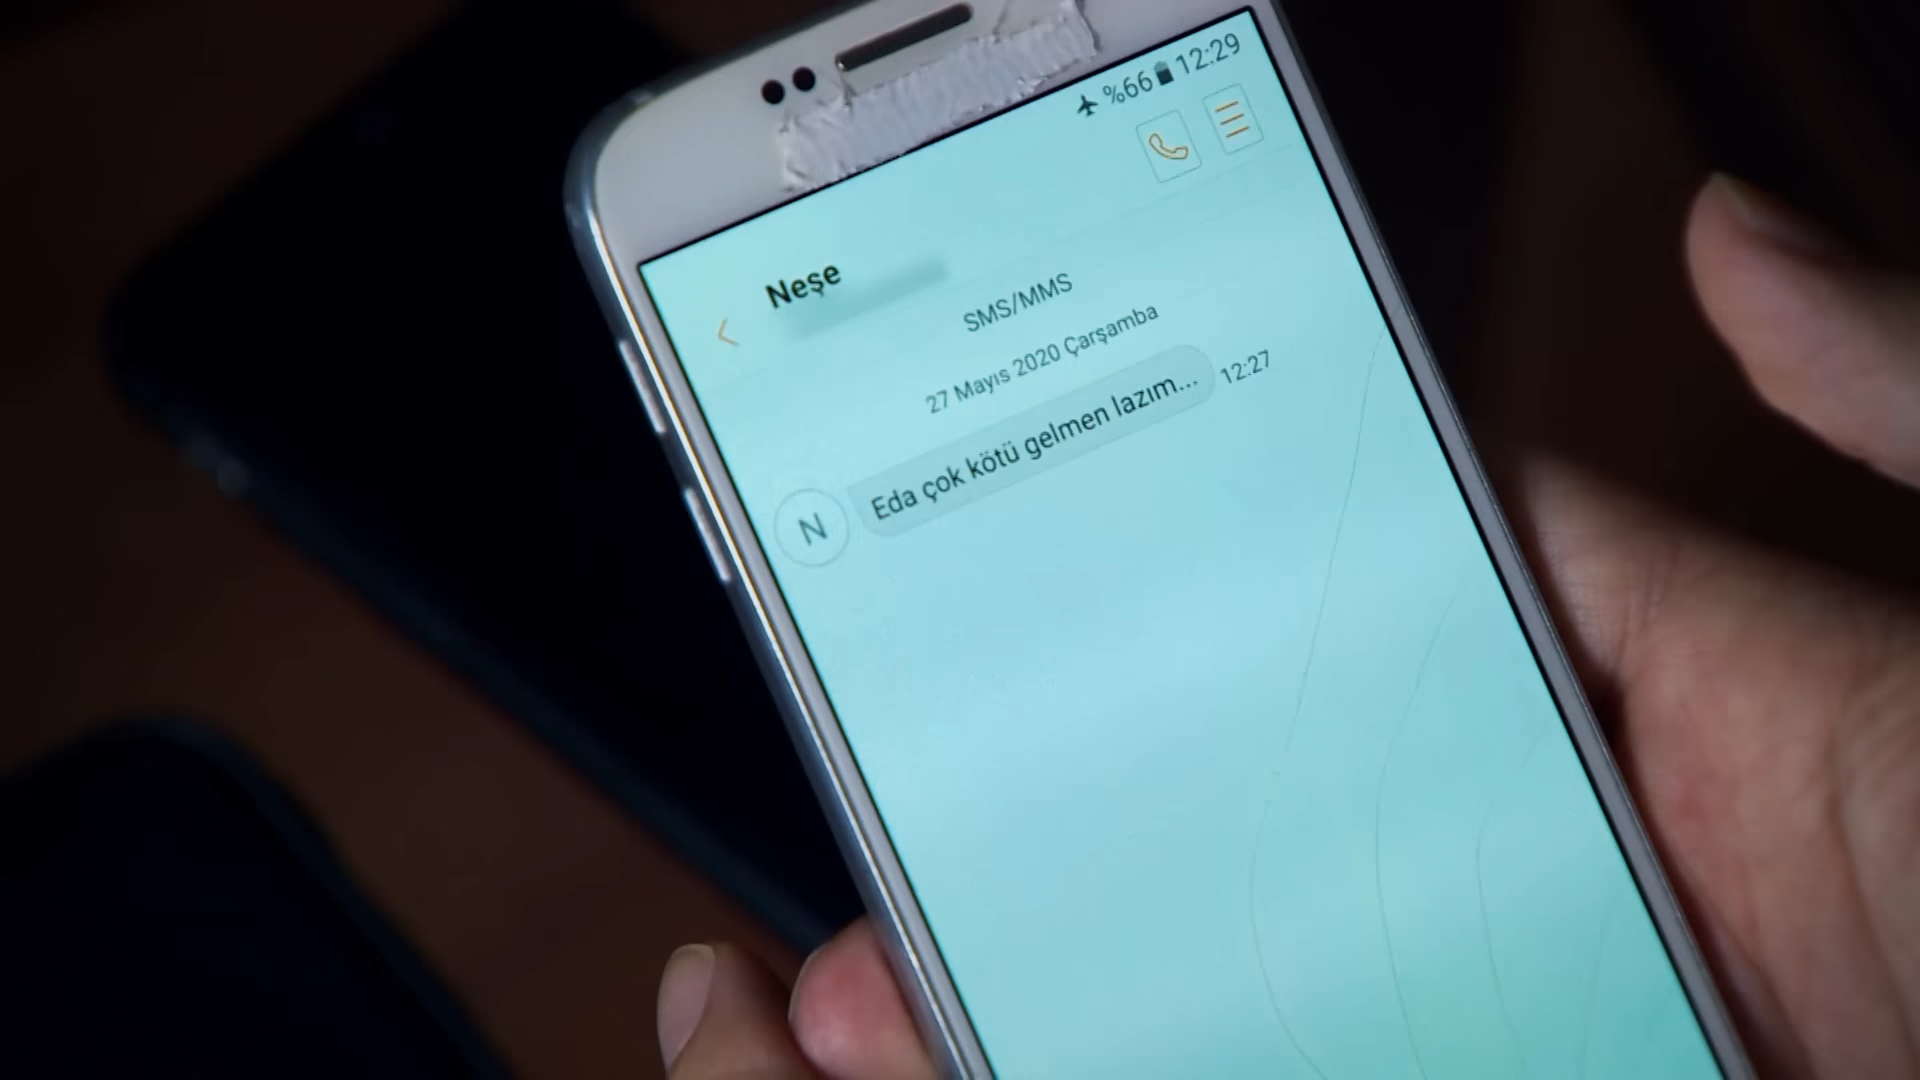 %66 12:29
Neşe
SMS/MMS
27 Mayıs 2020 Çarşamba
Eda çok kötü gelmen lazım... 12:27
N